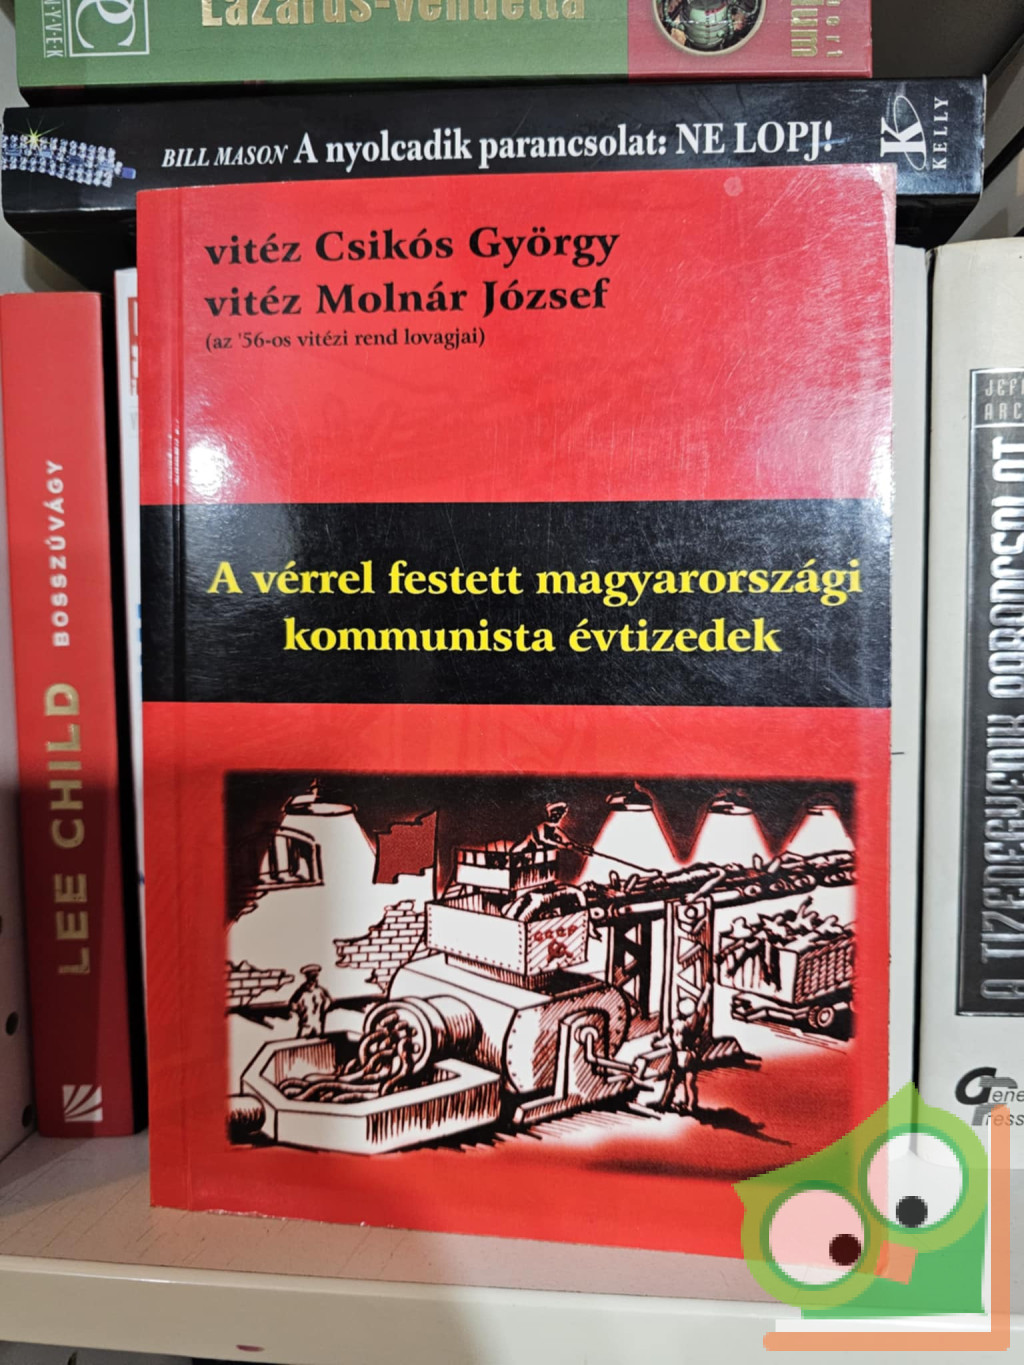 Lazarus-vendetta
BILL MASON A nyolcadik parancsolat: NE LOPJ!
K
KELLY
vitéz Csikós György
vitéz Molnár József
(az '56-os vitézi rend lovagjai)
A vérrel festett magyarországi
kommunista évtizedek
LEE CHILD BOSSZÚVÁGY
A TIZENEGYEDIK PARANCSOLAT